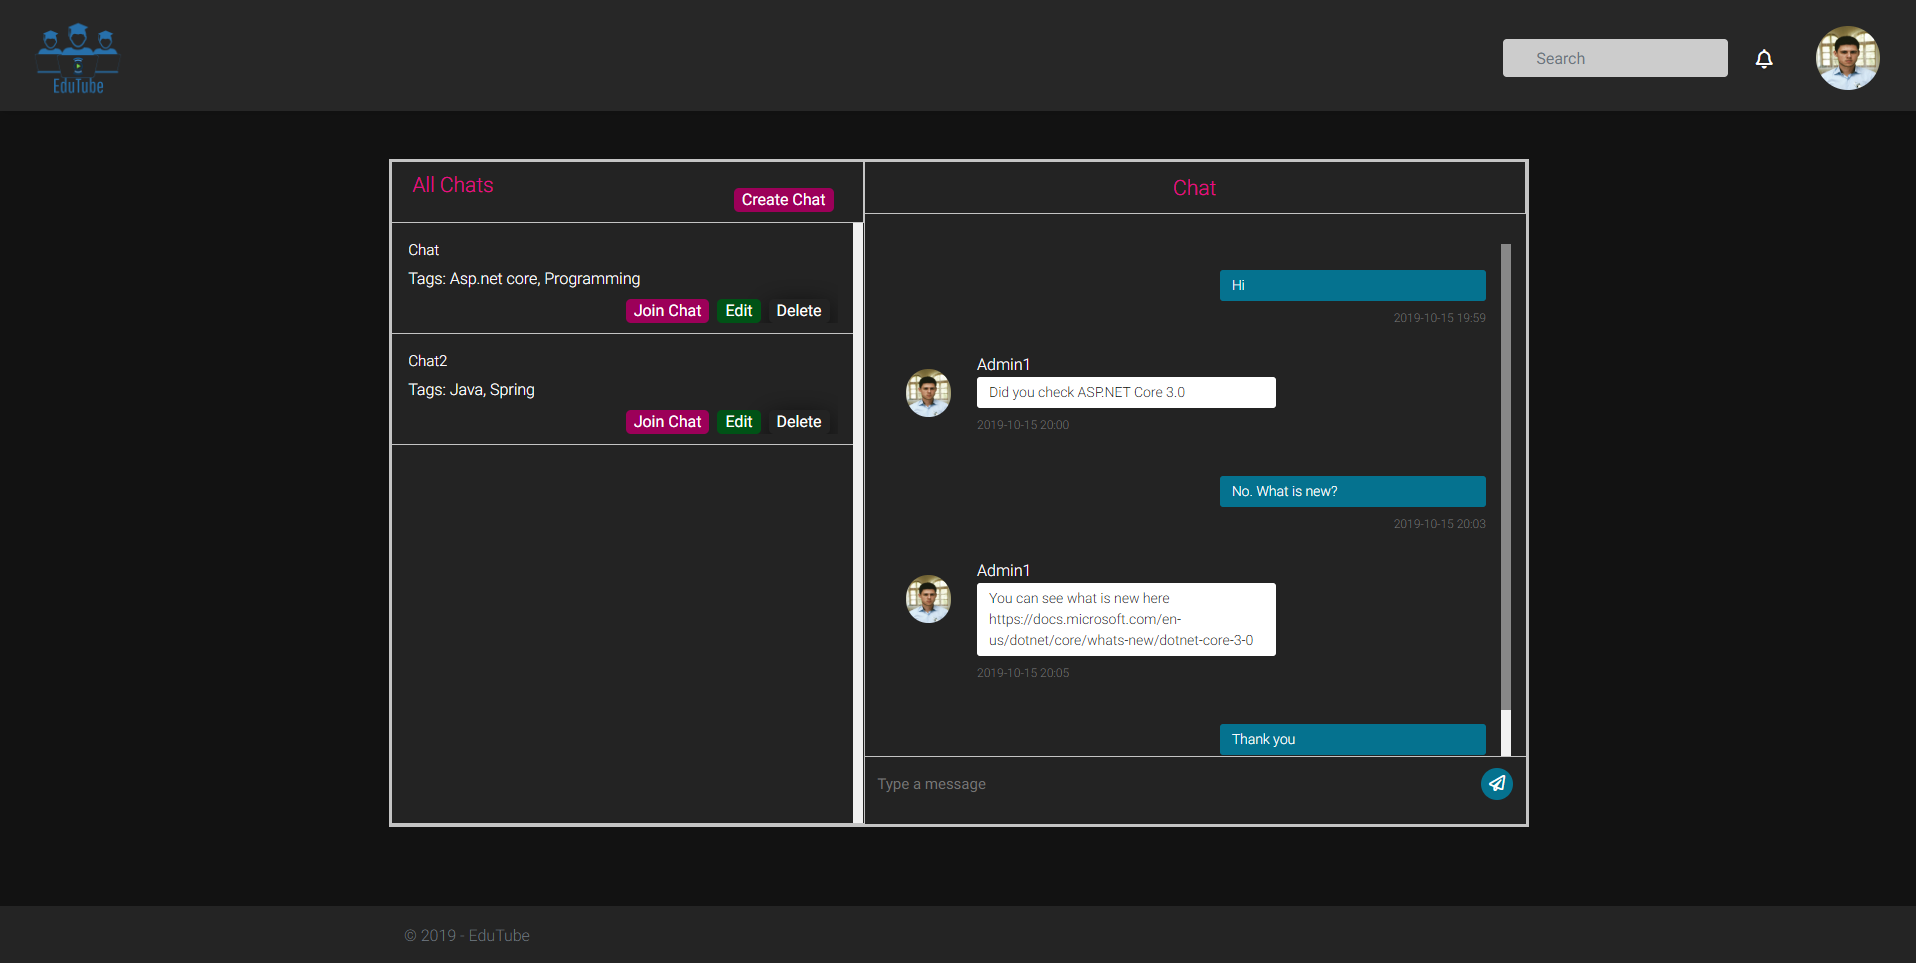 EduTube
Search
All Chats
Create Chat
Chat
Tags: Asp.net core, Programming
Join Chat
Edit
Delete
Chat2
Tags: Java, Spring
Join Chat
Edit
Delete
Chat
Hi
2019-10-15 19:59
Admin1
Did you check ASP.NET Core 3.0
2019-10-15 20:00
No. What is new?
2019-10-15 20:03
Admin1
You can see what is new here
https://docs.microsoft.com/en-
us/dotnet/core/whats-new/dotnet-core-3-0
2019-10-15 20:05
Thank you
Type a message
© 2019 - EduTube